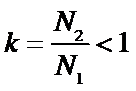 k = N₂/N₁ < 1